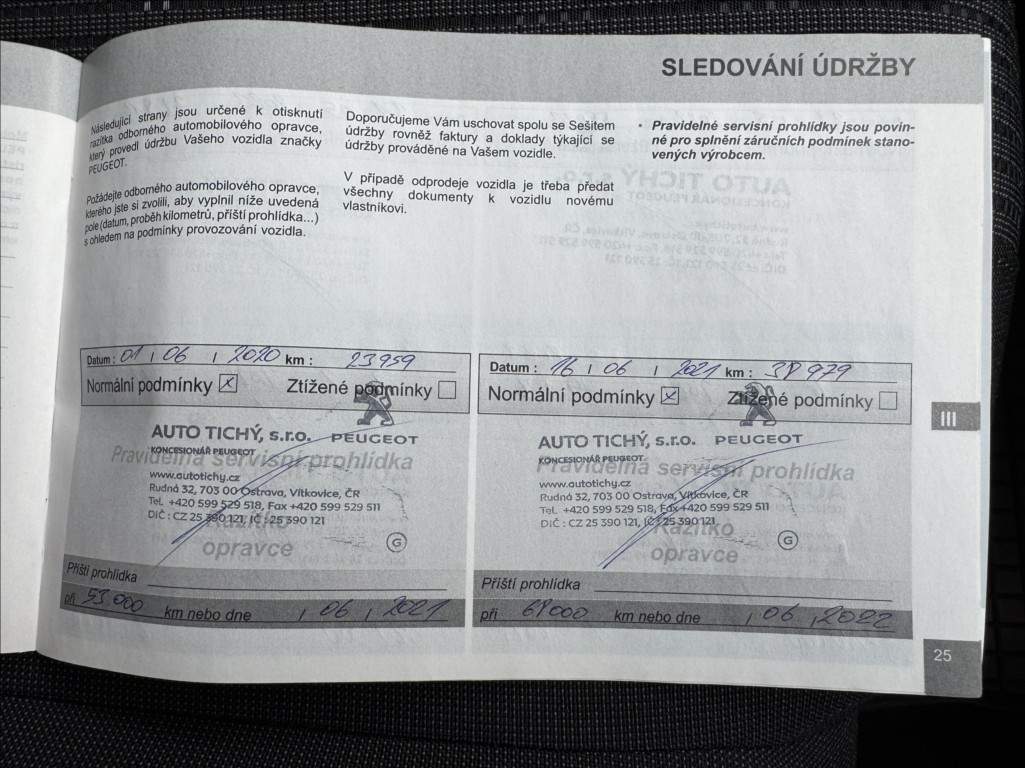 SLEDOVÁNÍ ÚDRŽBY
Následující strany jsou určené k otisknutí
razítka odborného automobilového opravce,
který provedl údržbu Vašeho vozidla značky
PEUGEOT.
Požádejte odborného automobilového opravce,
kterého jste si zvolili, aby vyplnil níže uvedená
pole (datum, proběh kilometrů, příští prohlídka...)
s ohledem na podmínky provozování vozidla.
Doporučujeme Vám uschovat spolu se Sešitem
údržby rovněž faktury a doklady týkající se
údržby prováděné na Vašem vozidle.
V případě odprodeje vozidla je třeba předat
všechny dokumenty k vozidlu novému
vlastníkovi.
• Pravidelné servisní prohlídky jsou povin-
né pro splnění záručních podmínek stano-
vených výrobcem.
Datum : 01 / 06 / 2020 km : 23959
Normální podmínky ☒ Ztížené podmínky ☐
AUTO TICHÝ, s.r.o. PEUGEOT
KONCESIONÁŘ PEUGEOT
Pravidelná servisní prohlídka
www.autotichy.cz
Rudná 32, 703 00 Ostrava, Vítkovice, ČR
Tel. +420 599 529 518, Fax +420 599 529 511
DIČ : CZ 25 390 121, IČ : 25 390 121
Razítko
opravce
G
Příští prohlídka
při 53 000 km nebo dne / 06 / 2021
Datum : 16 / 06 / 2021 km : 979
Normální podmínky ☒ Ztížené podmínky ☐
AUTO TICHÝ, s.r.o. PEUGEOT
KONCESIONÁŘ PEUGEOT
Pravidelná servisní prohlídka
www.autotichy.cz
Rudná 32, 703 00 Ostrava, Vítkovice, ČR
Tel. +420 599 529 518, Fax +420 599 529 511
DIČ : CZ 25 390 121, IČ : 25 390 121
Razítko
opravce
G
Příští prohlídka
při km nebo dne / 06 / 2022
III
25